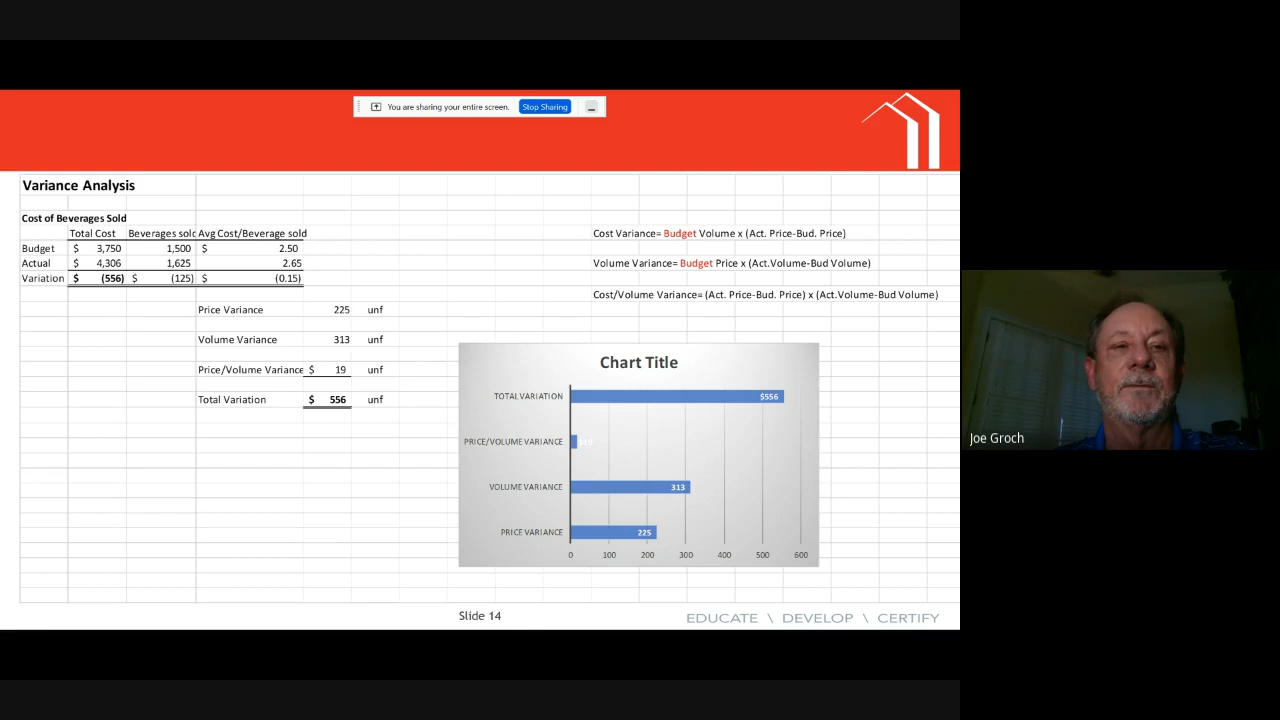 You are sharing your entire screen. Stop Sharing
Variance Analysis
Cost of Beverages Sold
Total Cost Beverages sold Avg Cost/Beverage sold
Budget $ 3,750 1,500 $ 2.50
Actual $ 4,306 1,625 2.65
Variation $ (556) $ (125) $ (0.15)
Cost Variance= Budget Volume x (Act. Price-Bud. Price)
Volume Variance= Budget Price x (Act.Volume-Bud Volume)
Cost/Volume Variance= (Act. Price-Bud. Price) x (Act.Volume-Bud Volume)
Price Variance 225 unf
Volume Variance 313 unf
Price/Volume Variance $ 19 unf
Total Variation $ 556 unf
Chart Title
TOTAL VARIATION $556
PRICE/VOLUME VARIANCE $19
VOLUME VARIANCE 313
PRICE VARIANCE 225
0 100 200 300 400 500 600
Joe Groch
Slide 14
EDUCATE \ DEVELOP \ CERTIFY